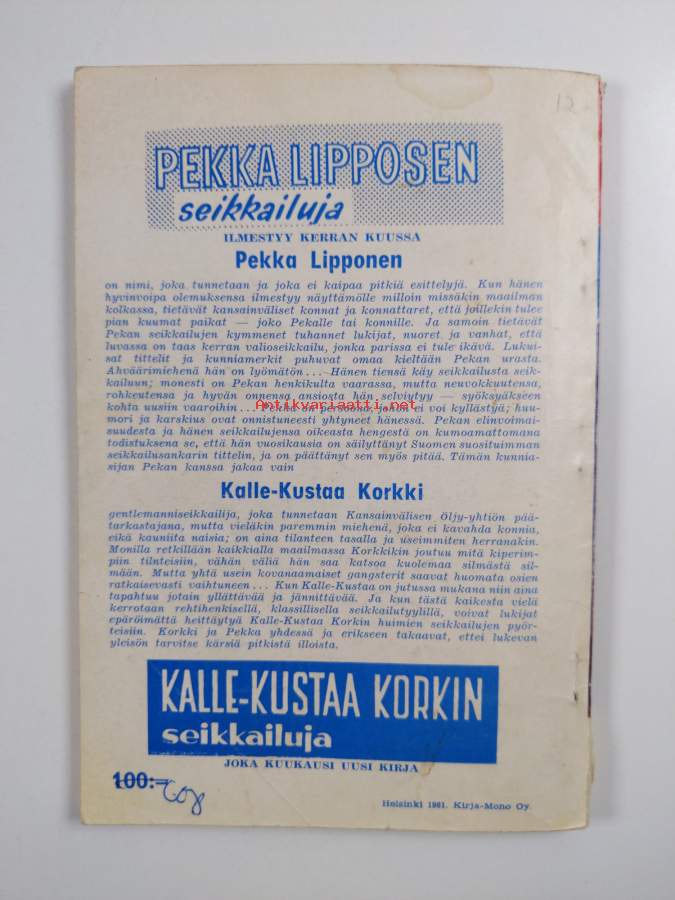 12-
PEKKA LIPPOSEN
seikkailuja
ILMESTYY KERRAN KUUSSA
Pekka Lipponen
on nimi, joka tunnetaan ja joka ei kaipaa pitkiä esittelyjä. Kun hänen
hyvinvoipa olemuksensa ilmestyy näyttämölle milloin missäkin maailman
kolkassa, tietävät kansainväliset konnat ja konnattaret, että joillekin tulee
pian kuumat paikat — joko Pekalle tai konnille. Ja samoin tietävät
Pekan seikkailujen kymmenet tuhannet lukijat, nuoret ja vanhat, että
luvassa on taas kerran valioseikkailu, jonka parissa ei tule ikävä. Lukui-
sat tittelit ja kunniamerkit puhuvat omaa kieltään Pekan urasta.
Ahväärimiehenä hän on lyömätön... Hänen tiensä käy seikkailusta seik-
kailuun; monesti on Pekan henkikulta vaarassa, mutta neuvokkuutensa,
rohkeutensa ja hyvän onnensa ansiosta hän selviytyy — syöksyäkseen
kohta uusiin vaaroihin... Pekka on persoona, johon ei voi kyllästyä; huu-
Antikvariaatti.net
mori ja karskius ovat onnistuneesti yhtyneet hänessä. Pekan elinvoimai-
suudesta ja hänen seikkailujensa oikeasta hengestä on kumoamattomana
todistuksena se, että hän vuosikausia on säilyttänyt Suomen suosituimman
seikkailusankarin tittelin, ja on päättänyt sen myös pitää. Tämän kunnia-
sijan Pekan kanssa jakaa vain
Kalle-Kustaa Korkki
gentlemanniseikkailija, joka tunnetaan Kansainvälisen Öljy-yhtiön pää-
tarkastajana, mutta vieläkin paremmin miehenä, joka ei kavahda konnia,
eikä kauniita naisia; on aina tilanteen tasalla ja useimmiten herranakin.
Monilla retkillään kaikkialla maailmassa Korkkikin joutuu mitä kiperim-
piin tilnteisiin, vähän väliä hän saa katsoa kuolemaa silmästä sil-
mään. Mutta yhtä usein kovanaamaiset gangsterit saavat huomata osien
ratkaisevasti vaihtuneen... Kun Kalle-Kustaa on jutussa mukana niin aina
tapahtuu jotain yllättävää ja jännittävää. Ja kun tästä kaikesta vielä
kerrotaan rehtihenkisellä, klassillisella seikkailutyylillä, voivat lukijat
epäröimättä heittäytyä Kalle-Kustaa Korkin huimien seikkailujen pyör-
teisiin. Korkki ja Pekka yhdessä ja erikseen takaavat, ettei lukevan
yleisön tarvitse kärsiä pitkistä illoista.
KALLE-KUSTAA KORKIN
seikkailuja
JOKA KUUKAUSI UUSI KIRJA
100:—
Helsinki 1961. Kirja-Mono Oy.